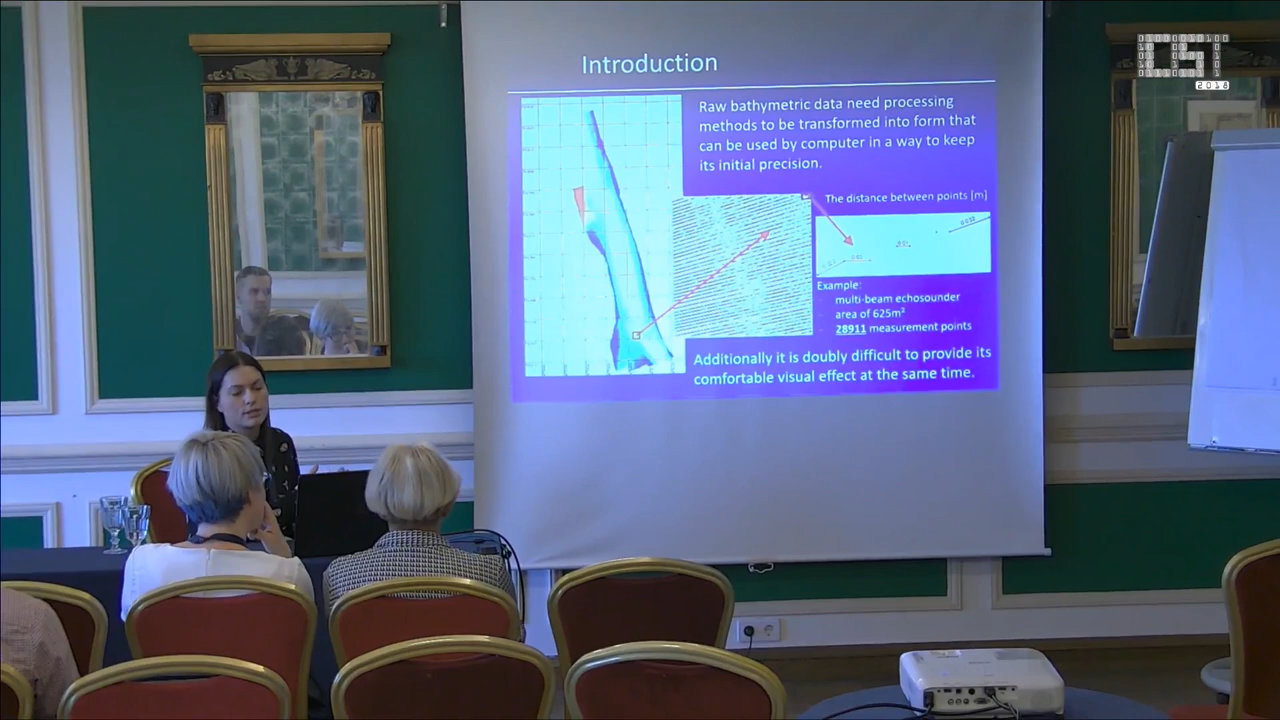 CST
2018
Introduction
Raw bathymetric data need processing
methods to be transformed into form that
can be used by computer in a way to keep
its initial precision.
The distance between points [m]
Example:
multi-beam echosounder
area of 625m²
28911 measurement points
Additionally it is doubly difficult to provide its
comfortable visual effect at the same time.